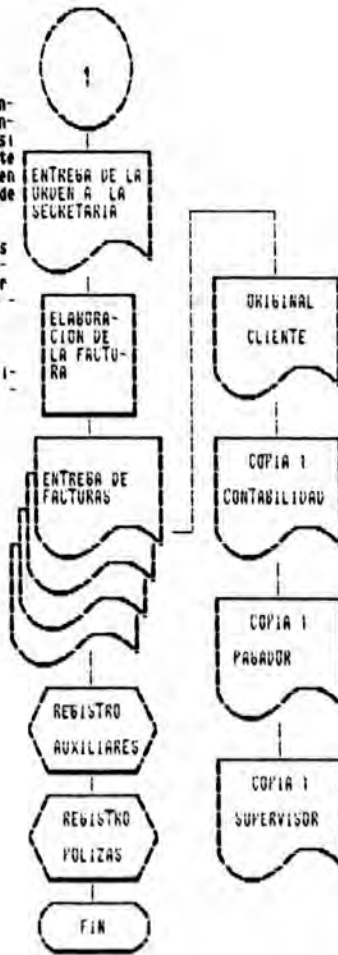 1
ENTREGA DE LA
ORDEN A LA
SECRETARIA
ELABORA-
CION DE
LA FACTU-
RA
ENTREGA DE
FACTURAS
REGISTRO
AUXILIARES
REGISTRO
POLIZAS
FIN
ORIGINAL
CLIENTE
COPIA 1
CONTABILIDAD
COPIA 1
PAGADOR
COPIA 1
SUPERVISOR